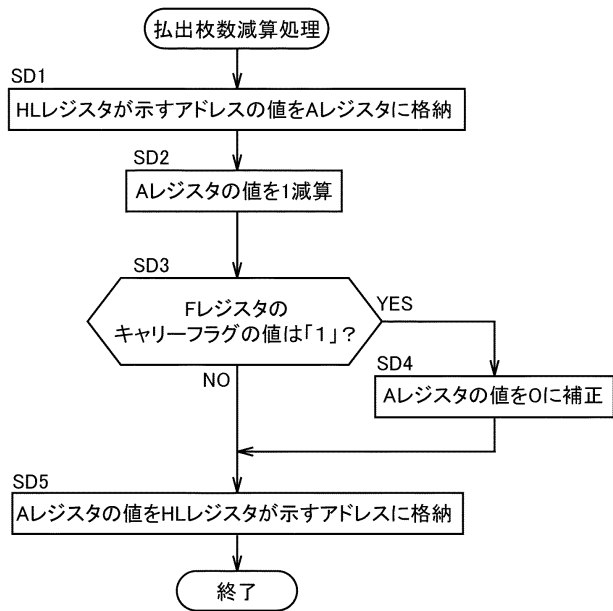 払出枚数減算処理
SD1
HLレジスタが示すアドレスの値をAレジスタに格納
SD2
Aレジスタの値を1減算
SD3
Fレジスタの
キャリーフラグの値は「1」?
YES
NO
SD4
Aレジスタの値を0に補正
SD5
Aレジスタの値をHLレジスタが示すアドレスに格納
終了